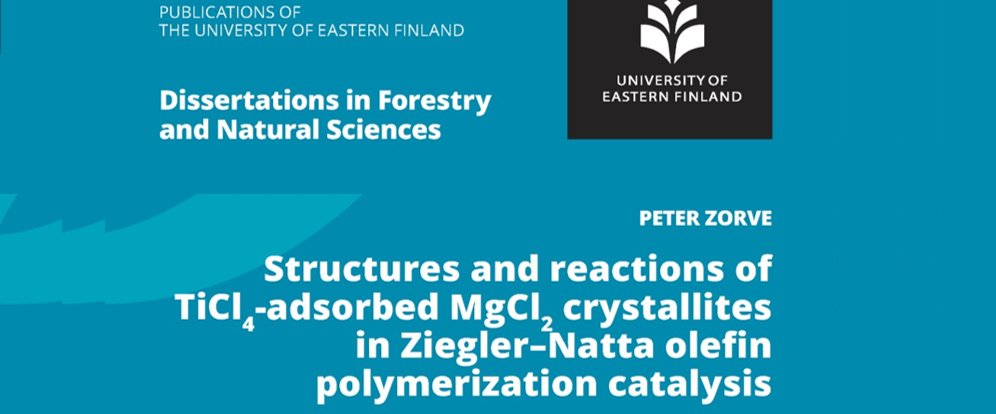 PUBLICATIONS OF
THE UNIVERSITY OF EASTERN FINLAND
Dissertations in Forestry
and Natural Sciences
UNIVERSITY OF
EASTERN FINLAND
PETER ZORVE
Structures and reactions of
TiCl₄-adsorbed MgCl₂ crystallites
in Ziegler–Natta olefin
polymerization catalysis